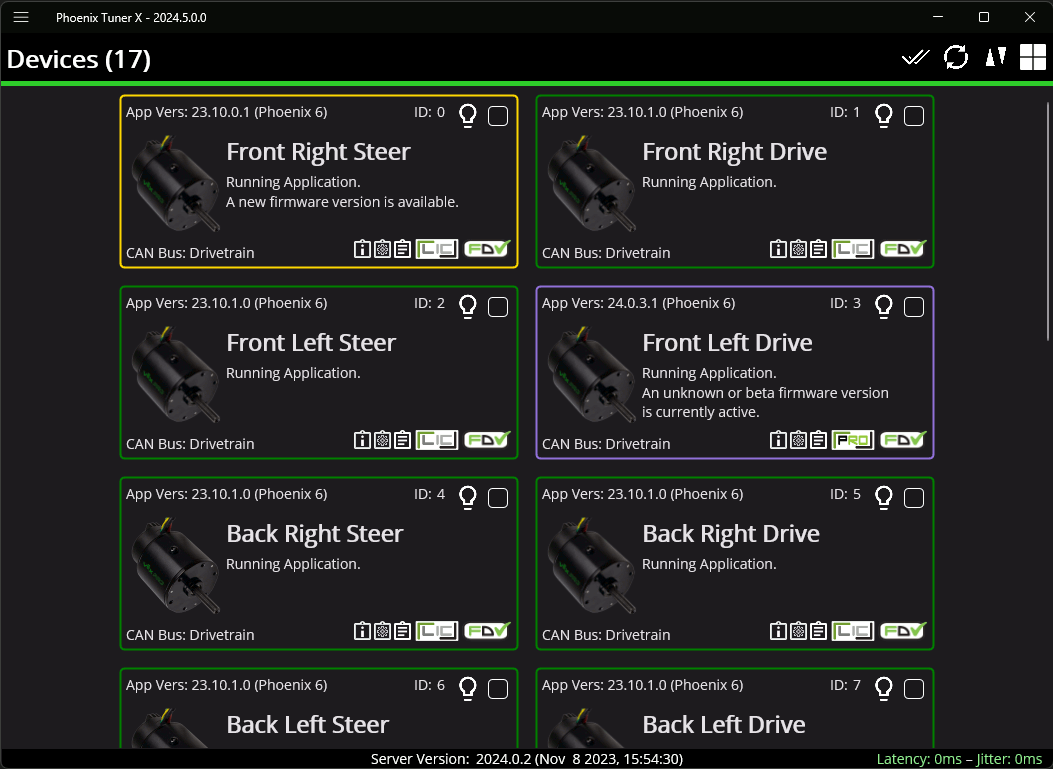 Phoenix Tuner X - 2024.5.0.0
Devices (17)
App Vers: 23.10.0.1 (Phoenix 6) ID: 0
Front Right Steer
Running Application.
A new firmware version is available.
CAN Bus: Drivetrain LIC FDV
App Vers: 23.10.1.0 (Phoenix 6) ID: 1
Front Right Drive
Running Application.
CAN Bus: Drivetrain LIC FDV
App Vers: 23.10.1.0 (Phoenix 6) ID: 2
Front Left Steer
Running Application.
CAN Bus: Drivetrain LIC FDV
App Vers: 24.0.3.1 (Phoenix 6) ID: 3
Front Left Drive
Running Application.
An unknown or beta firmware version
is currently active.
CAN Bus: Drivetrain PRO FDV
App Vers: 23.10.1.0 (Phoenix 6) ID: 4
Back Right Steer
Running Application.
CAN Bus: Drivetrain LIC FDV
App Vers: 23.10.1.0 (Phoenix 6) ID: 5
Back Right Drive
Running Application.
CAN Bus: Drivetrain LIC FDV
App Vers: 23.10.1.0 (Phoenix 6) ID: 6
Back Left Steer
App Vers: 23.10.1.0 (Phoenix 6) ID: 7
Back Left Drive
Server Version: 2024.0.2 (Nov 8 2023, 15:54:30)
Latency: 0ms – Jitter: 0ms